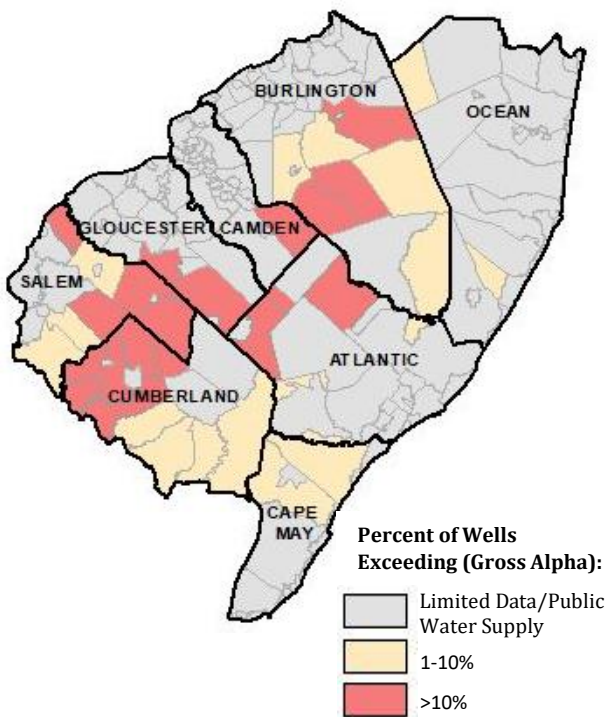 BURLINGTON
OCEAN
GLOUCESTER
CAMDEN
SALEM
ATLANTIC
CUMBERLAND
CAPE
MAY
Percent of Wells
Exceeding (Gross Alpha):
Limited Data/Public
Water Supply
1-10%
>10%